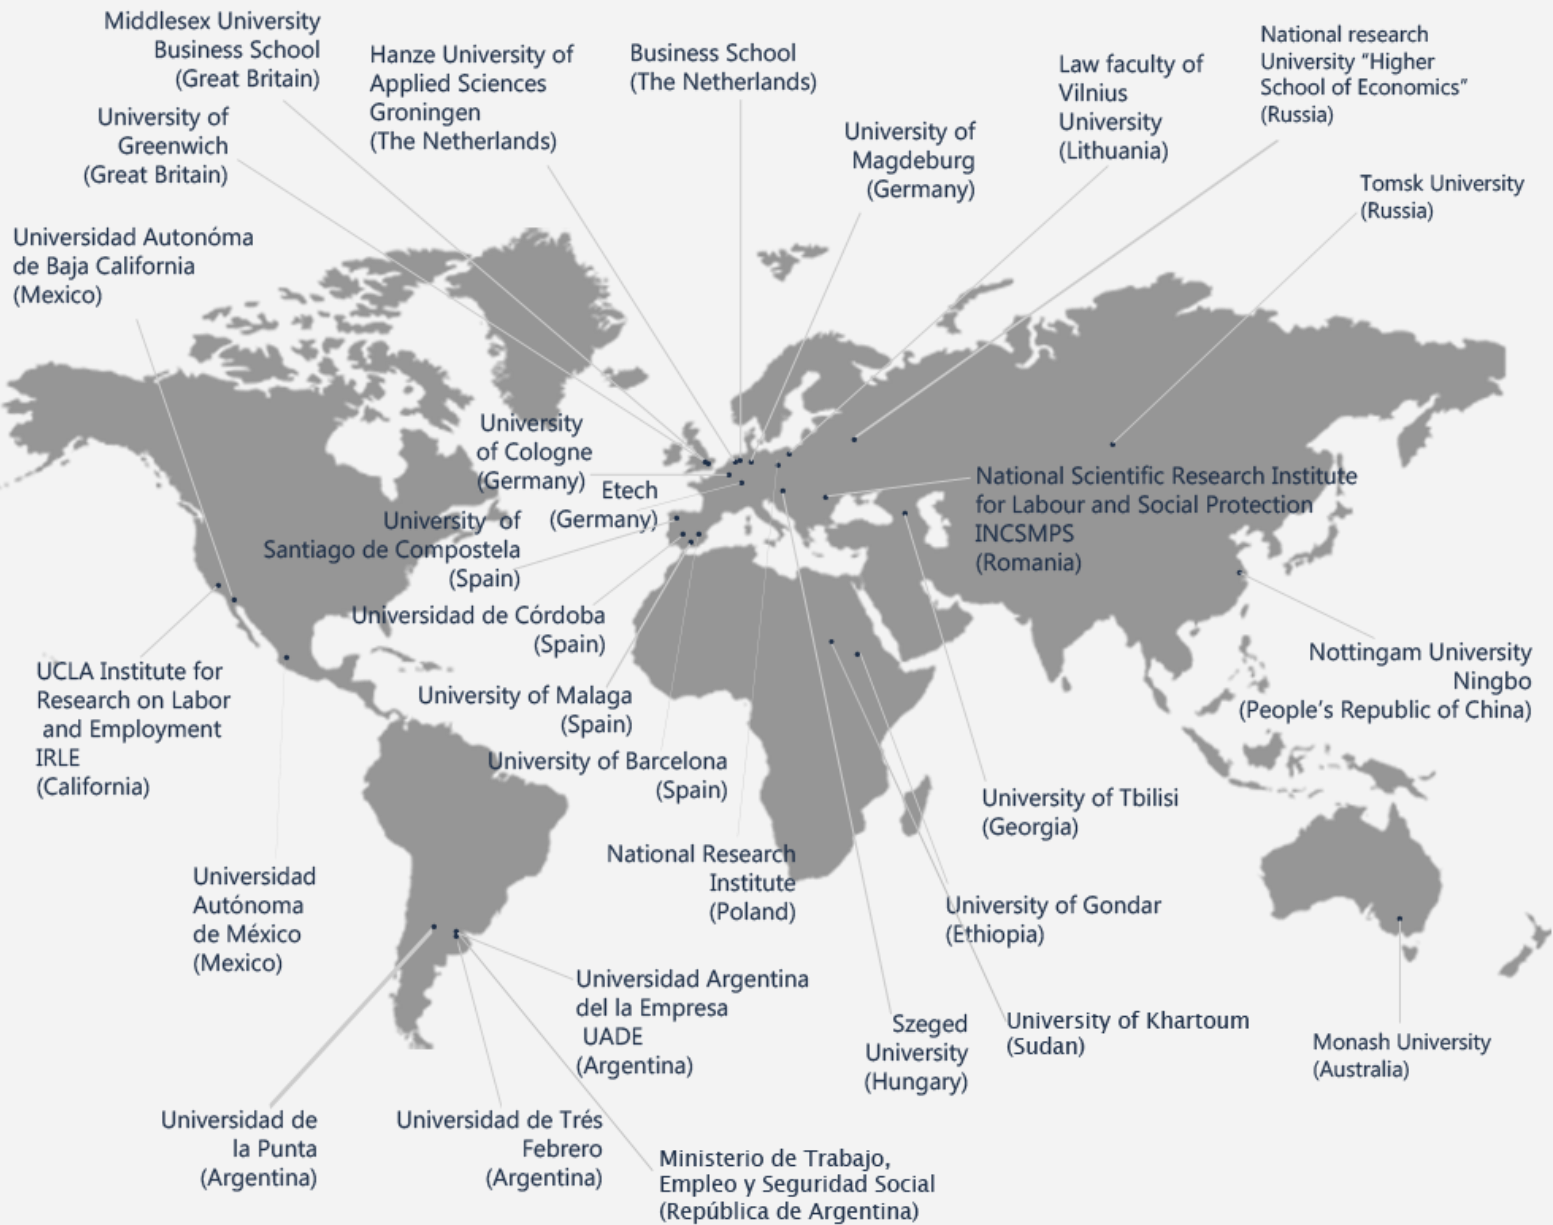 Middlesex University
Business School
(Great Britain)
Hanze University of
Applied Sciences
Groningen
(The Netherlands)
Business School
(The Netherlands)
Law faculty of
Vilnius
University
(Lithuania)
National research
University “Higher
School of Economics”
(Russia)
University of
Greenwich
(Great Britain)
University of
Magdeburg
(Germany)
Tomsk University
(Russia)
Universidad Autonóma
de Baja California
(Mexico)
University
of Cologne
(Germany)
Etech
(Germany)
National Scientific Research Institute
for Labour and Social Protection
INCSMPS
(Romania)
University of
Santiago de Compostela
(Spain)
Universidad de Córdoba
(Spain)
UCLA Institute for
Research on Labor
and Employment
IRLE
(California)
University of Malaga
(Spain)
Nottingam University
Ningbo
(People's Republic of China)
University of Barcelona
(Spain)
University of Tbilisi
(Georgia)
National Research
Institute
(Poland)
Universidad
Autónoma
de México
(Mexico)
University of Gondar
(Ethiopia)
Universidad Argentina
del la Empresa
UADE
(Argentina)
Szeged
University
(Hungary)
University of Khartoum
(Sudan)
Monash University
(Australia)
Universidad de
la Punta
(Argentina)
Universidad de Trés
Febrero
(Argentina)
Ministerio de Trabajo,
Empleo y Seguridad Social
(República de Argentina)